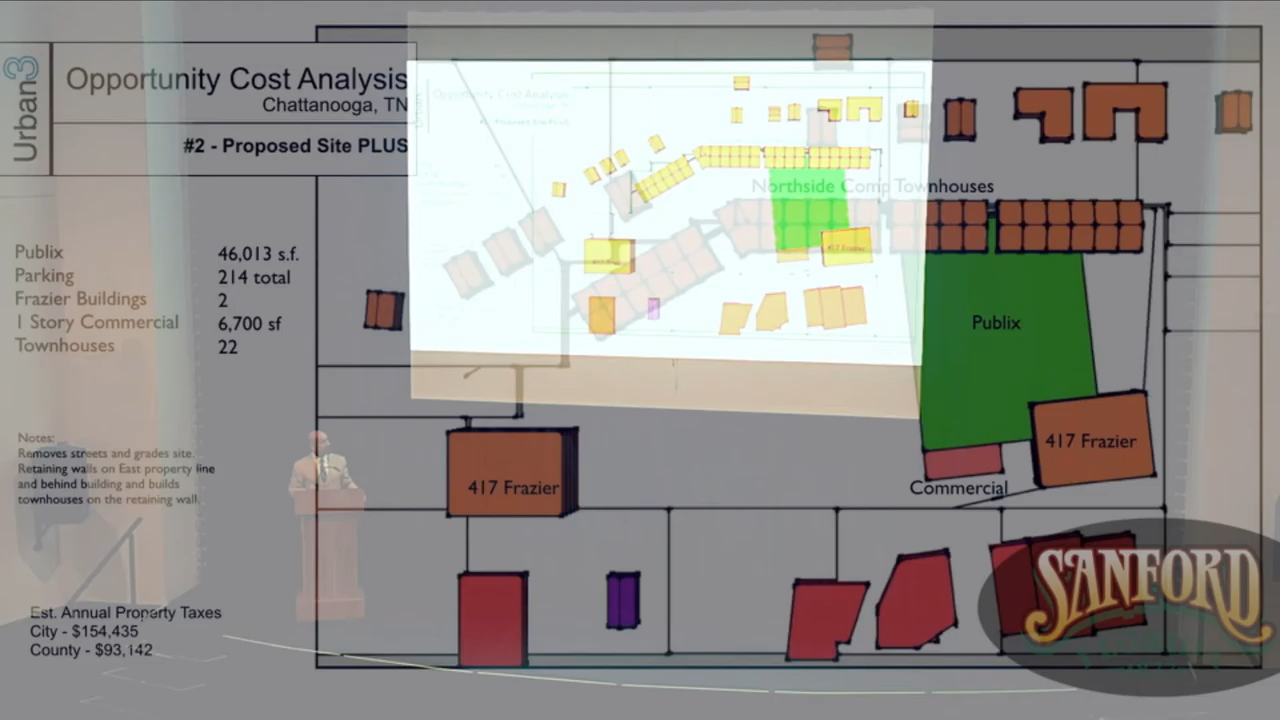 Urban3
Opportunity Cost Analysis
Chattanooga, TN
#2 - Proposed Site PLUS
Publix 46,013 s.f.
Parking 214 total
Frazier Buildings 2
1 Story Commercial 6,700 sf
Townhouses 22
Notes:
Removes streets and grades site.
Retaining walls on East property line
and behind building and builds
townhouses on the retaining wall.
Est. Annual Property Taxes
City - $154,435
County - $93,142
Northside Comp Townhouses
Publix
417 Frazier
417 Frazier
Commercial
SANFORD